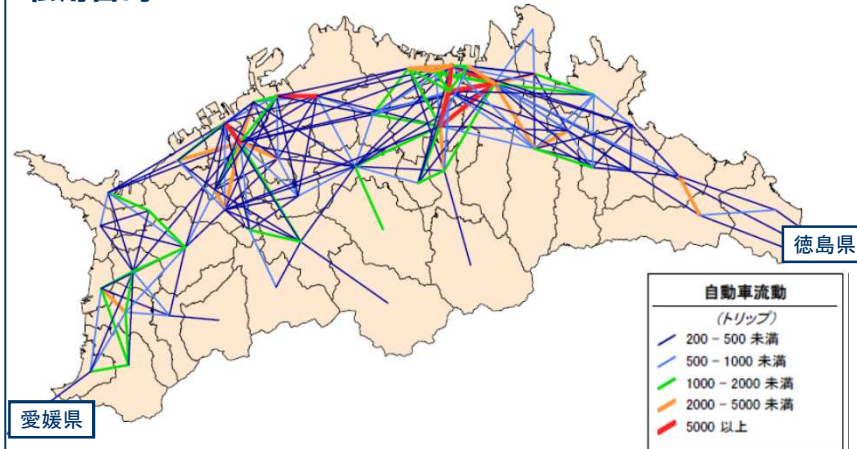 徳島県
自動車流動
(トリップ)
200 - 500 未満
500 - 1000 未満
1000 - 2000 未満
2000 - 5000 未満
5000 以上
愛媛県